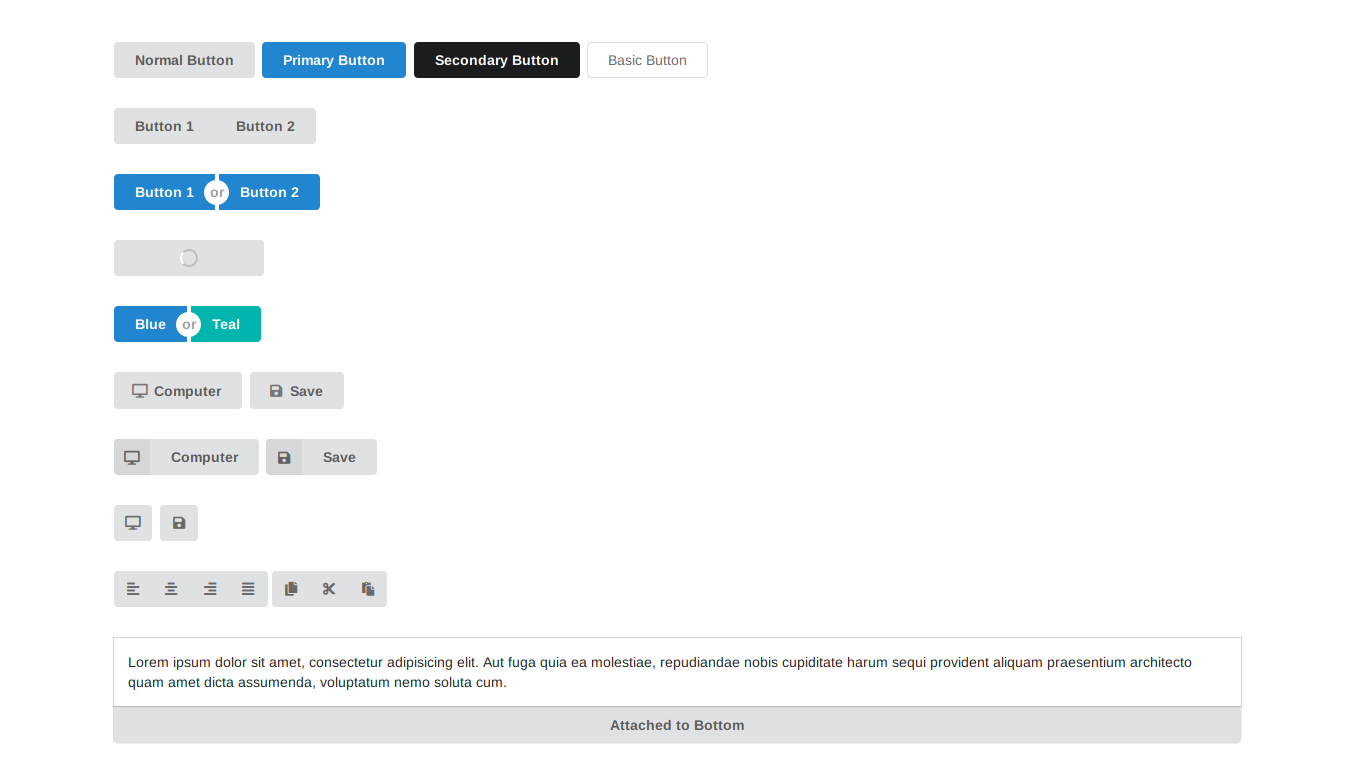 Normal Button Primary Button Secondary Button Basic Button
Button 1 Button 2
Button 1 or Button 2
Blue or Teal
Computer Save
Computer Save
Lorem ipsum dolor sit amet, consectetur adipisicing elit. Aut fuga quia ea molestiae, repudiandae nobis cupiditate harum sequi provident aliquam praesentium architecto
quam amet dicta assumenda, voluptatum nemo soluta cum.
Attached to Bottom